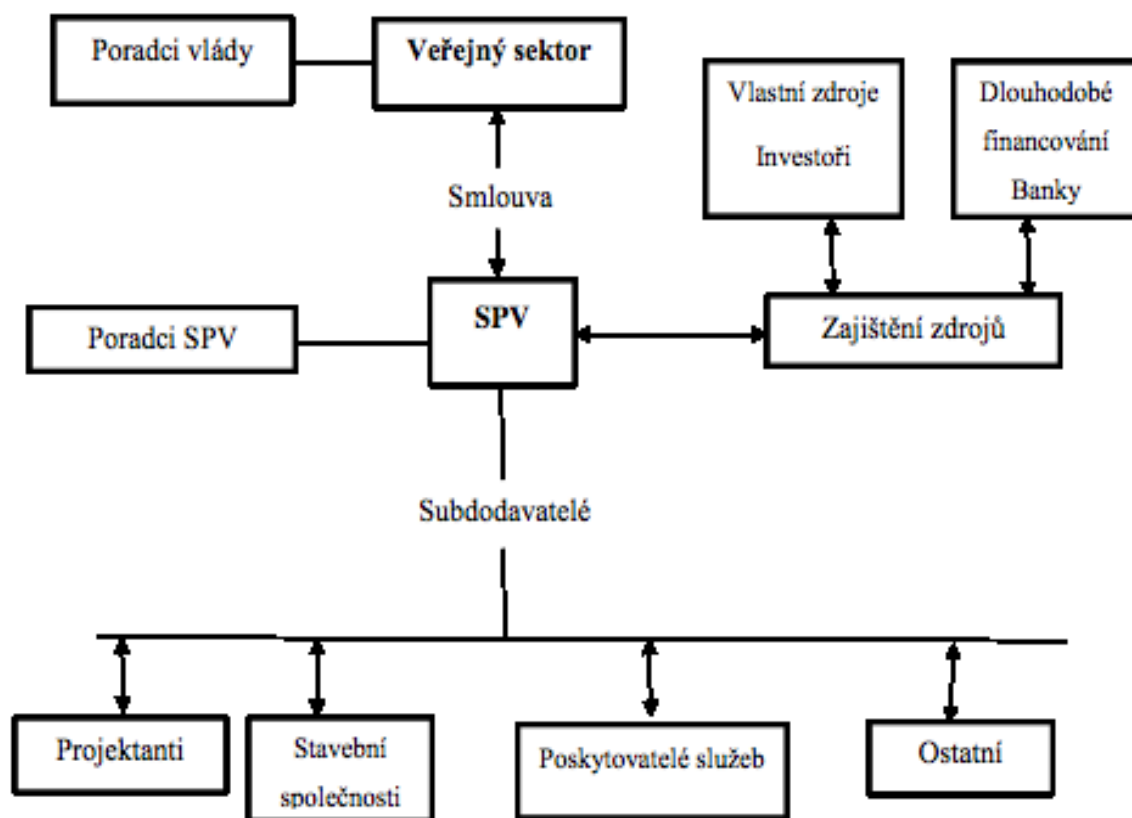 Poradci vlády
Veřejný sektor
Vlastní zdroje
Investoři
Dlouhodobé
financování
Banky
Smlouva
SPV
Poradci SPV
Zajištění zdrojů
Subdodavatelé
Projektanti
Stavební
společnosti
Poskytovatelé služeb
Ostatní